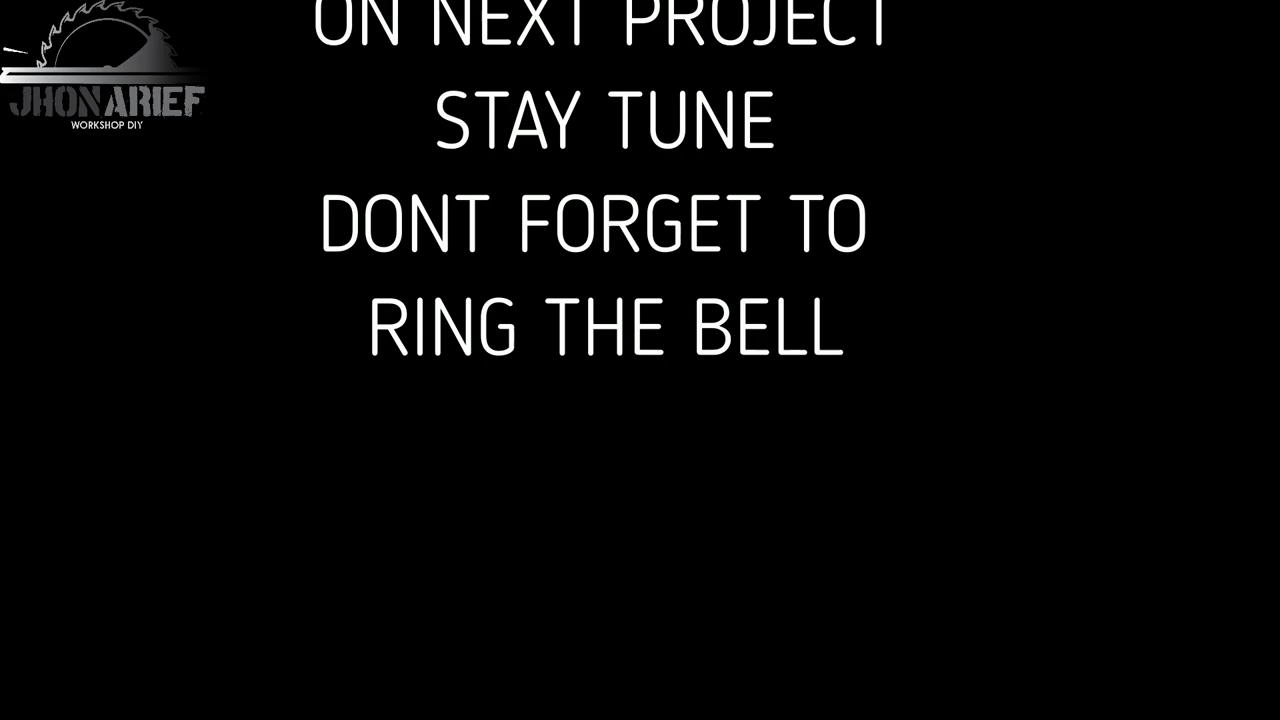 ON NEXT PROJECT
STAY TUNE
DONT FORGET TO
RING THE BELL
JHONARIEF
WORKSHOP DIY